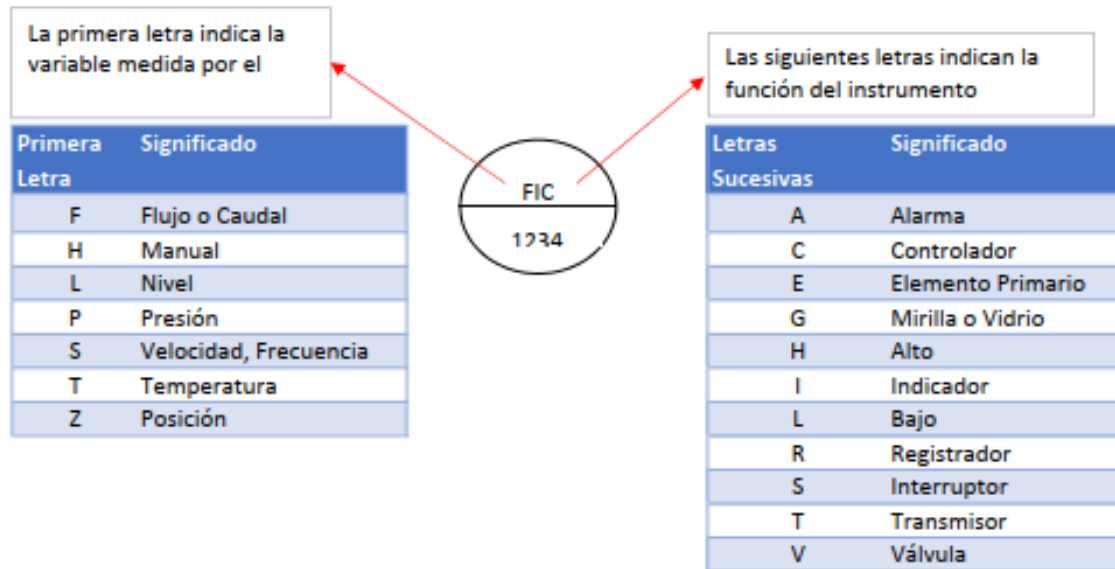 La primera letra indica la
variable medida por el
Las siguientes letras indican la
función del instrumento
Primera Letra Significado
F Flujo o Caudal
H Manual
L Nivel
P Presión
S Velocidad, Frecuencia
T Temperatura
Z Posición
FIC
1234
Letras Sucesivas Significado
A Alarma
C Controlador
E Elemento Primario
G Mirilla o Vidrio
H Alto
I Indicador
L Bajo
R Registrador
S Interruptor
T Transmisor
V Válvula